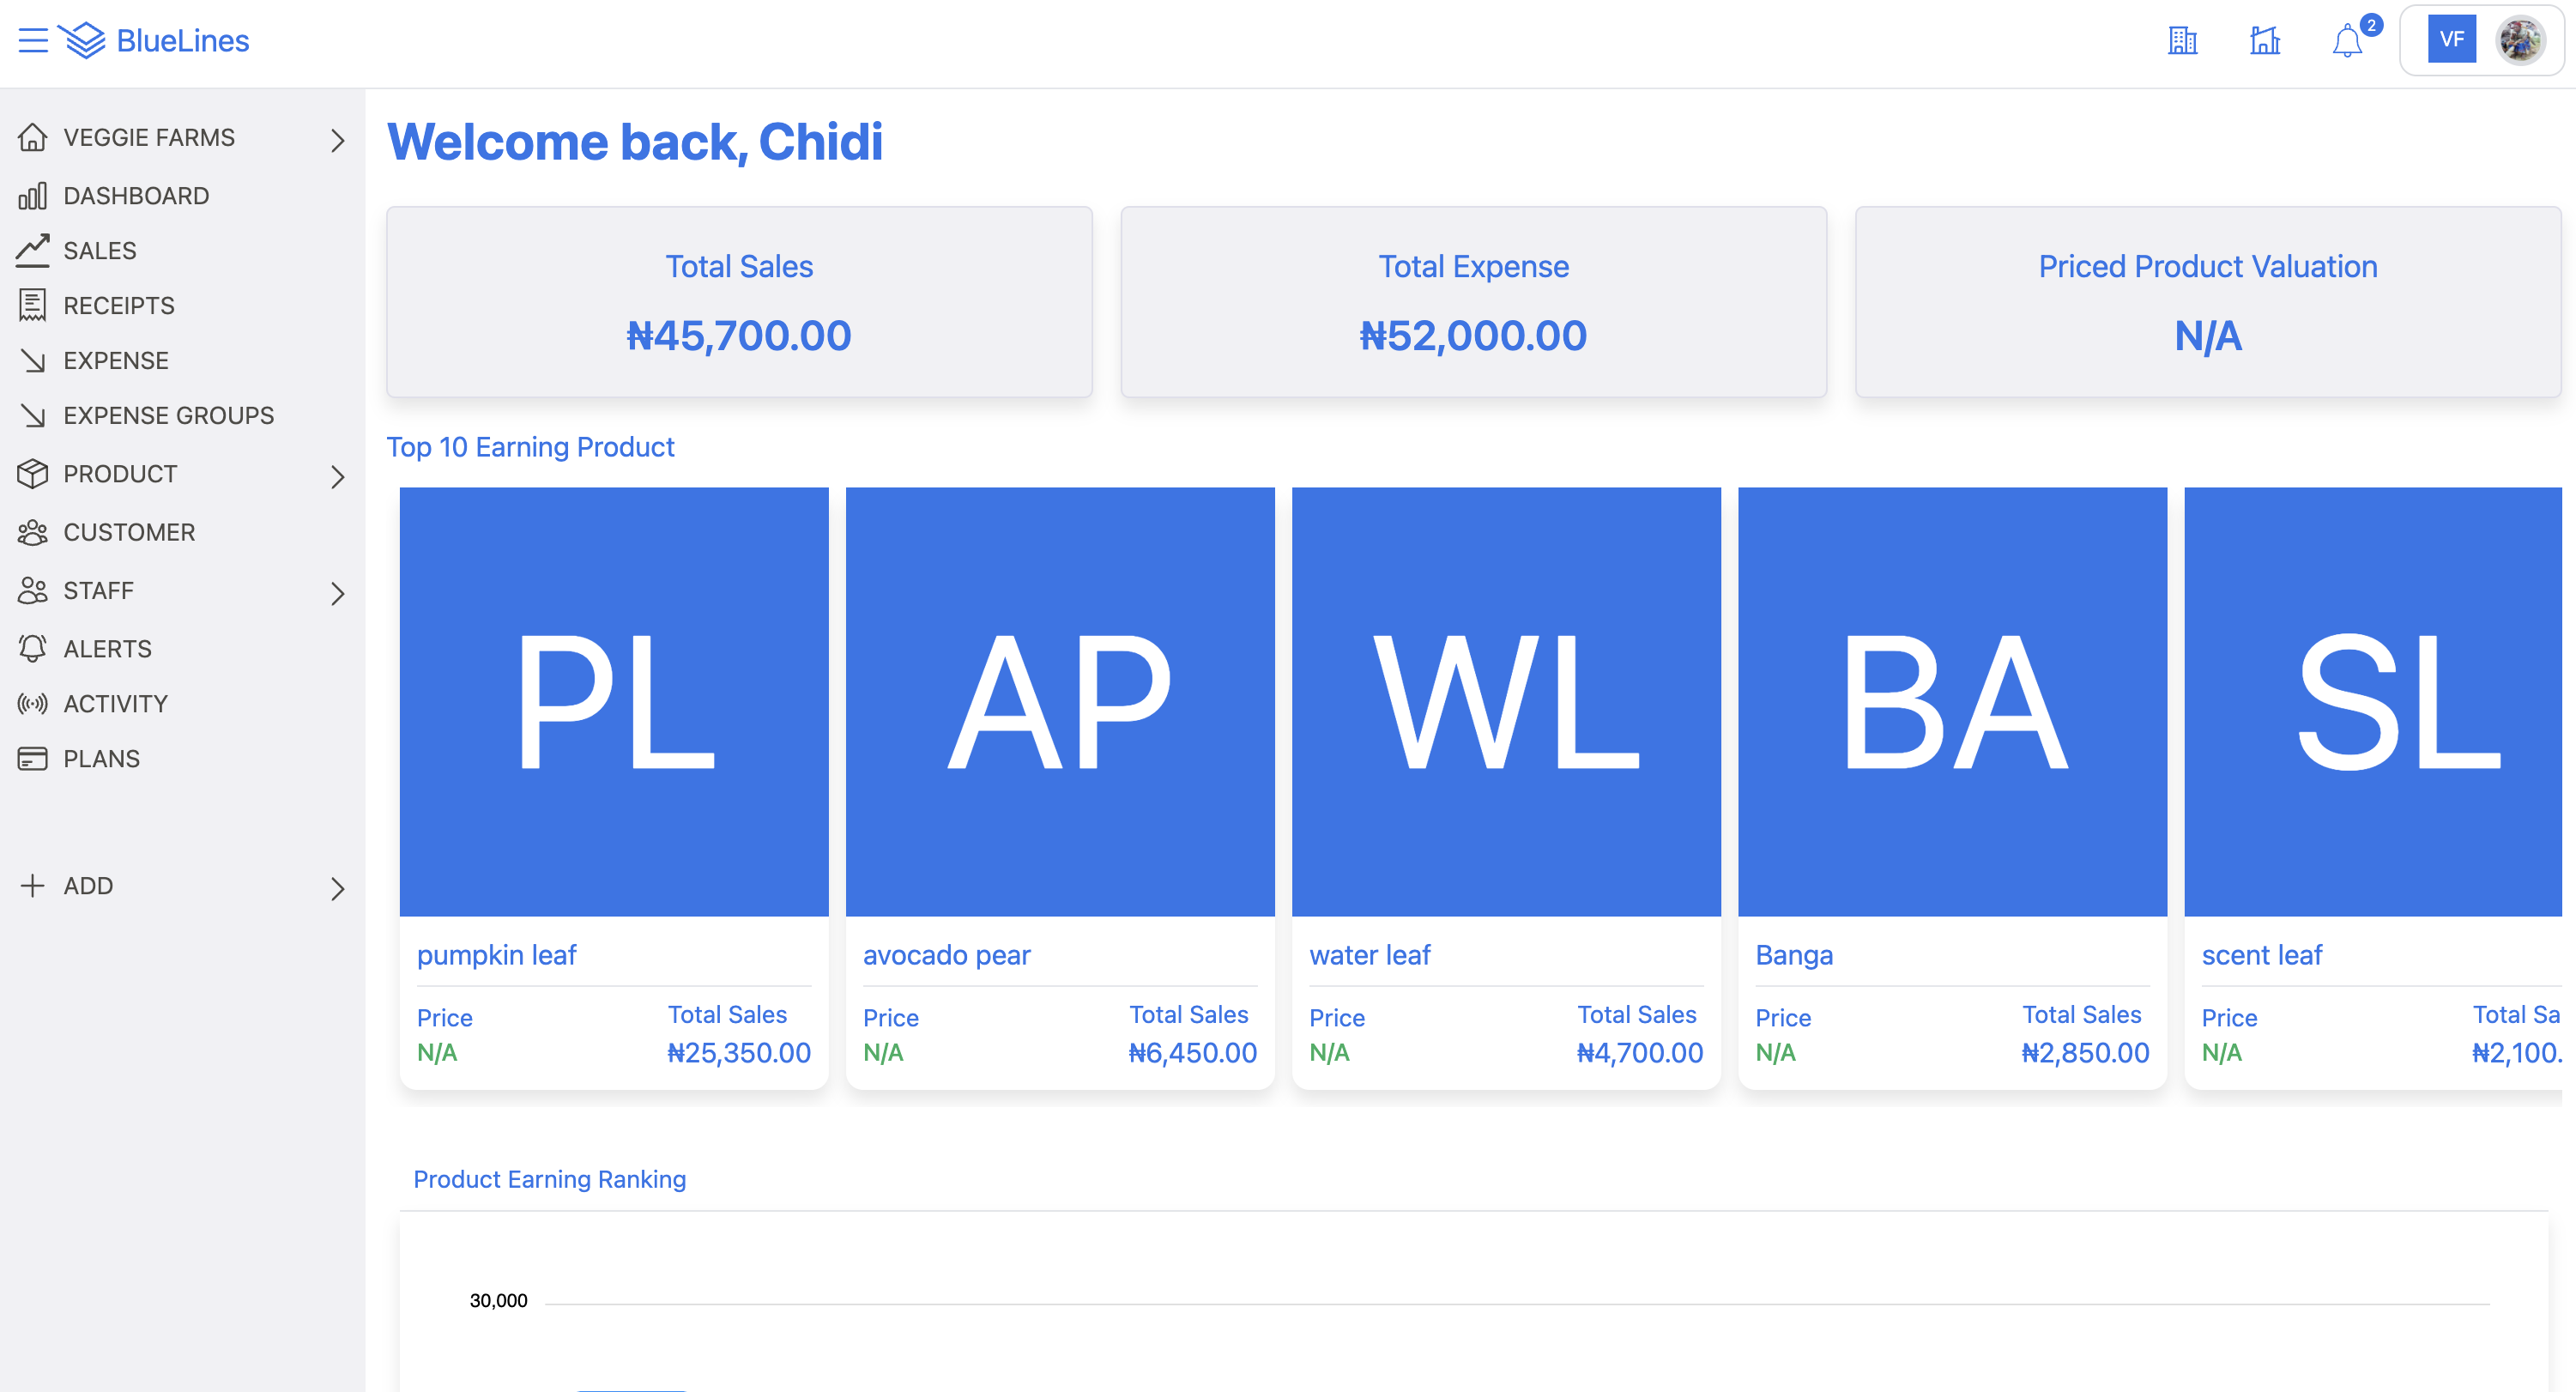 BlueLines
2
VF
VEGGIE FARMS
DASHBOARD
SALES
RECEIPTS
EXPENSE
EXPENSE GROUPS
PRODUCT
CUSTOMER
STAFF
ALERTS
ACTIVITY
PLANS
ADD
Welcome back, Chidi
Total Sales
₦45,700.00
Total Expense
₦52,000.00
Priced Product Valuation
N/A
Top 10 Earning Product
PL
pumpkin leaf
Price
N/A
Total Sales
₦25,350.00
AP
avocado pear
Price
N/A
Total Sales
₦6,450.00
WL
water leaf
Price
N/A
Total Sales
₦4,700.00
BA
Banga
Price
N/A
Total Sales
₦2,850.00
SL
scent leaf
Price
N/A
Total Sa
₦2,100.
Product Earning Ranking
30,000